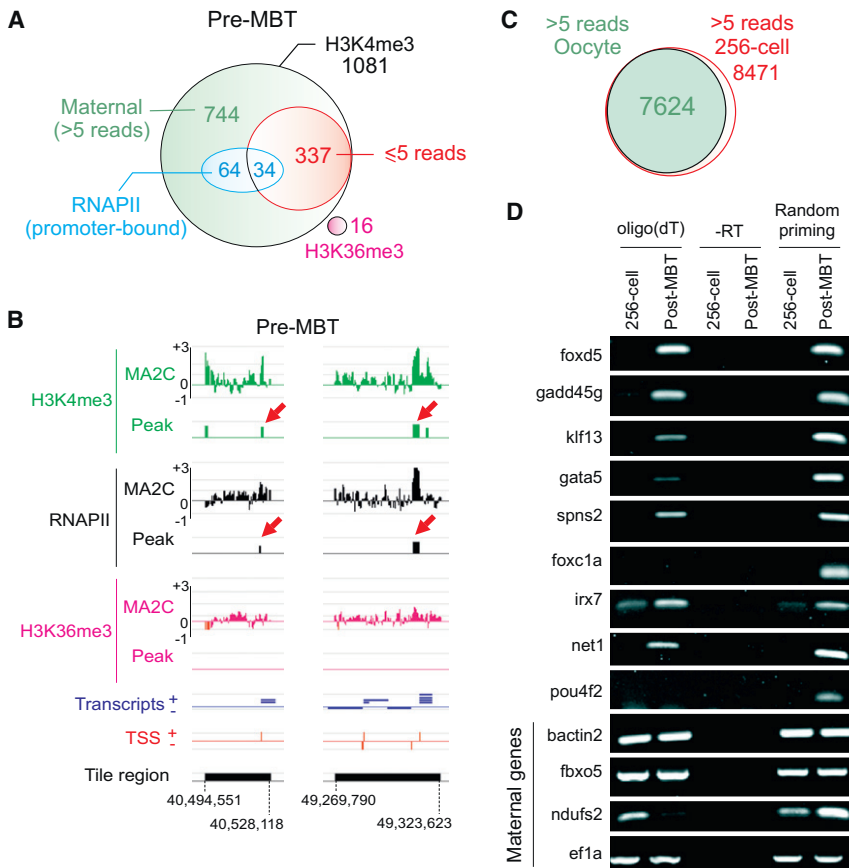 A
Pre-MBT
H3K4me3
1081
Maternal
(>5 reads)
744
337
⩽5 reads
64
34
RNAPII
(promoter-bound)
16
H3K36me3
B
Pre-MBT
+3
MA2C
0
-1
H3K4me3
Peak
+3
MA2C
0
-1
RNAPII
Peak
+3
MA2C
0
-1
H3K36me3
Peak
Transcripts +
-
TSS +
-
Tile region
40,494,551
40,528,118
49,269,790
49,323,623
C
>5 reads
Oocyte
>5 reads
256-cell
8471
7624
D
oligo(dT)
-RT
Random
priming
256-cell
Post-MBT
256-cell
Post-MBT
256-cell
Post-MBT
foxd5
gadd45g
klf13
gata5
spns2
foxc1a
irx7
net1
pou4f2
Maternal genes
bactin2
fbxo5
ndufs2
ef1a